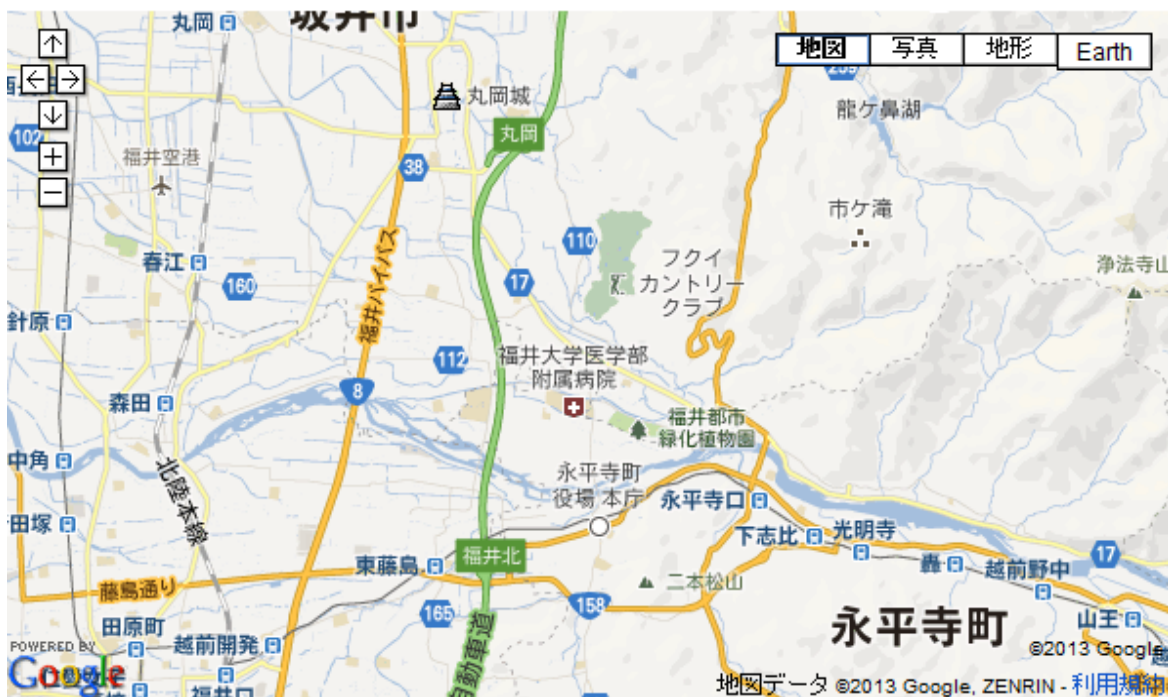 丸岡
坂井市
地図
写真
地形
Earth
丸岡城
龍ケ鼻湖
102
福井空港
38
丸岡
市ケ滝
110
フクイ
カントリー
クラブ
浄法寺山
春江
160
17
福井バイパス
針原
112
福井大学医学部
附属病院
8
森田
福井都市
緑化植物園
中角
北陸本線
永平寺町
役場 本庁
永平寺口
下志比
光明寺
福井北
東藤島
轟
越前野中
17
藤島通り
二本松山
158
165
田原町
越前開発
自動車道
永平寺町
山王
福井口
POWERED BY
Google
©2013 Google
地図データ ©2013 Google, ZENRIN - 利用規約